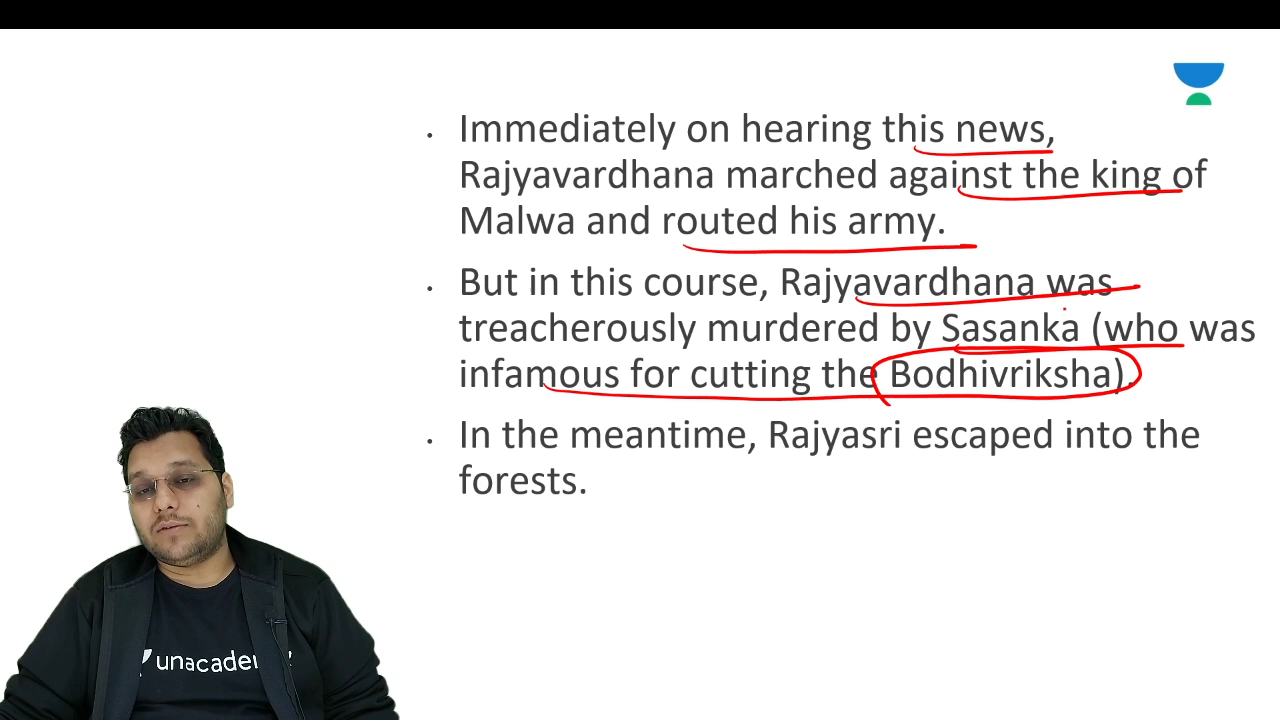 • Immediately on hearing this news,
Rajyavardhana marched against the king of
Malwa and routed his army.
• But in this course, Rajyavardhana was
treacherously murdered by Sasanka (who was
infamous for cutting the Bodhivriksha).
• In the meantime, Rajyasri escaped into the
forests.